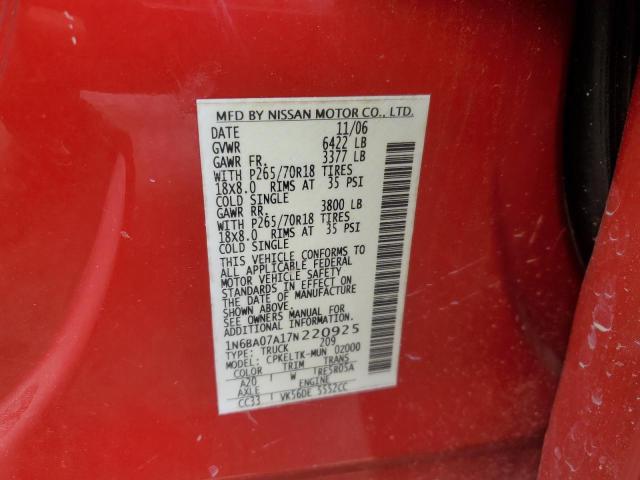 MFD BY NISSAN MOTOR CO., LTD.
DATE 11/06
GVWR 6422 LB
GAWR FR. 3377 LB
WITH P265/70R18 TIRES
18X8.0 RIMS AT 35 PSI
COLD SINGLE
GAWR RR. 3800 LB
WITH P265/70R18 TIRES
18X8.0 RIMS AT 35 PSI
COLD SINGLE
THIS VEHICLE CONFORMS TO
ALL APPLICABLE FEDERAL
MOTOR VEHICLE SAFETY
STANDARDS IN EFFECT ON
THE DATE OF MANUFACTURE
SHOWN ABOVE.
SEE OWNERS MANUAL FOR
ADDITIONAL INFORMATION.
1N6BA07A17N220925
TYPE: TRUCK 209
MODEL: CPKELTK-MUN 02000
COLOR TRIM TRANS
A20 W TRE5R05A
AXLE ENGINE
CC33 VK56DE 5552CC